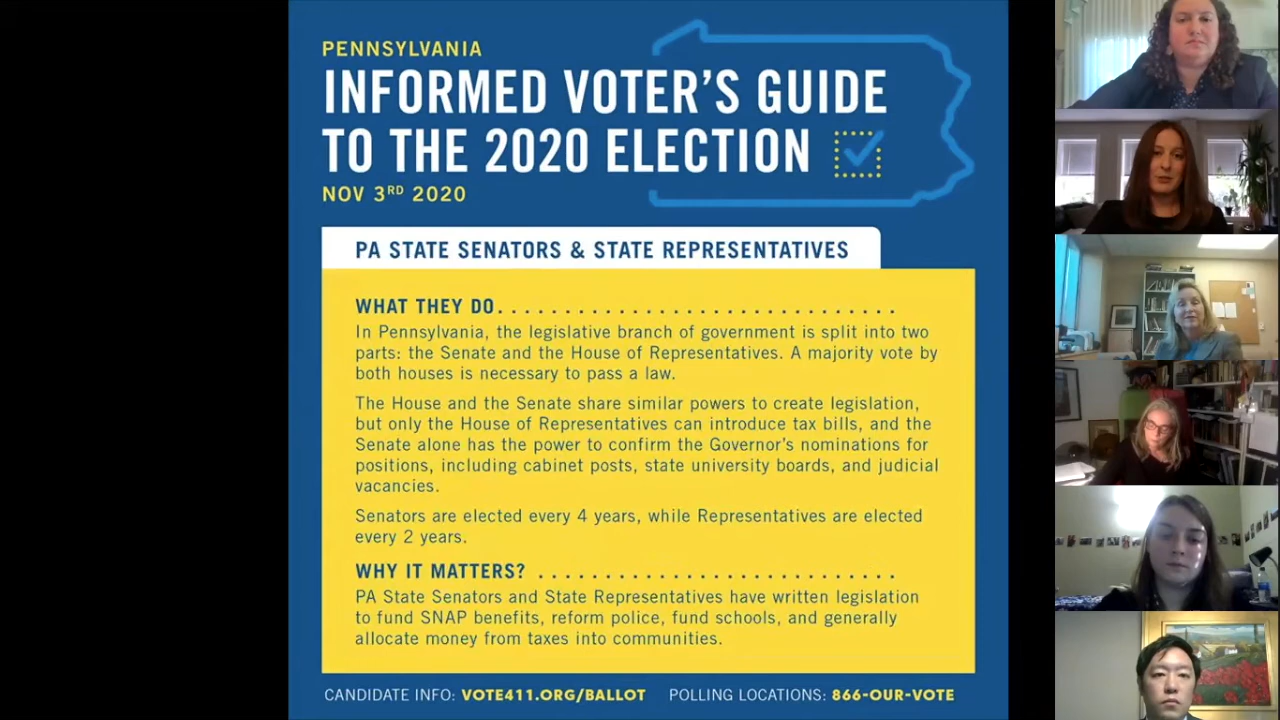 PENNSYLVANIA
INFORMED VOTER'S GUIDE
TO THE 2020 ELECTION
NOV 3RD 2020
PA STATE SENATORS & STATE REPRESENTATIVES
WHAT THEY DO..............................
In Pennsylvania, the legislative branch of government is split into two
parts: the Senate and the House of Representatives. A majority vote by
both houses is necessary to pass a law.
The House and the Senate share similar powers to create legislation,
but only the House of Representatives can introduce tax bills, and the
Senate alone has the power to confirm the Governor's nominations for
positions, including cabinet posts, state university boards, and judicial
vacancies.
Senators are elected every 4 years, while Representatives are elected
every 2 years.
WHY IT MATTERS? ...........................
PA State Senators and State Representatives have written legislation
to fund SNAP benefits, reform police, fund schools, and generally
allocate money from taxes into communities.
CANDIDATE INFO: VOTE411.ORG/BALLOT POLLING LOCATIONS: 866-OUR-VOTE